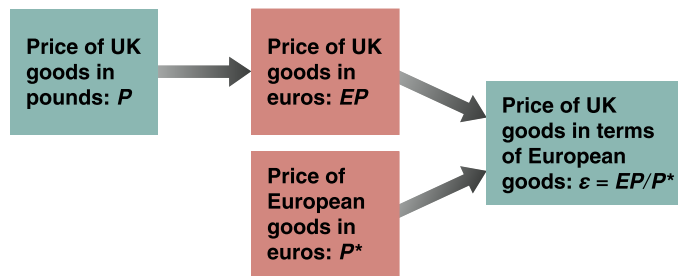 Price of UK
goods in
pounds: P
Price of UK
goods in
euros: EP
Price of
European
goods in
euros: P*
Price of UK
goods in terms
of European
goods: ε = EP/P*